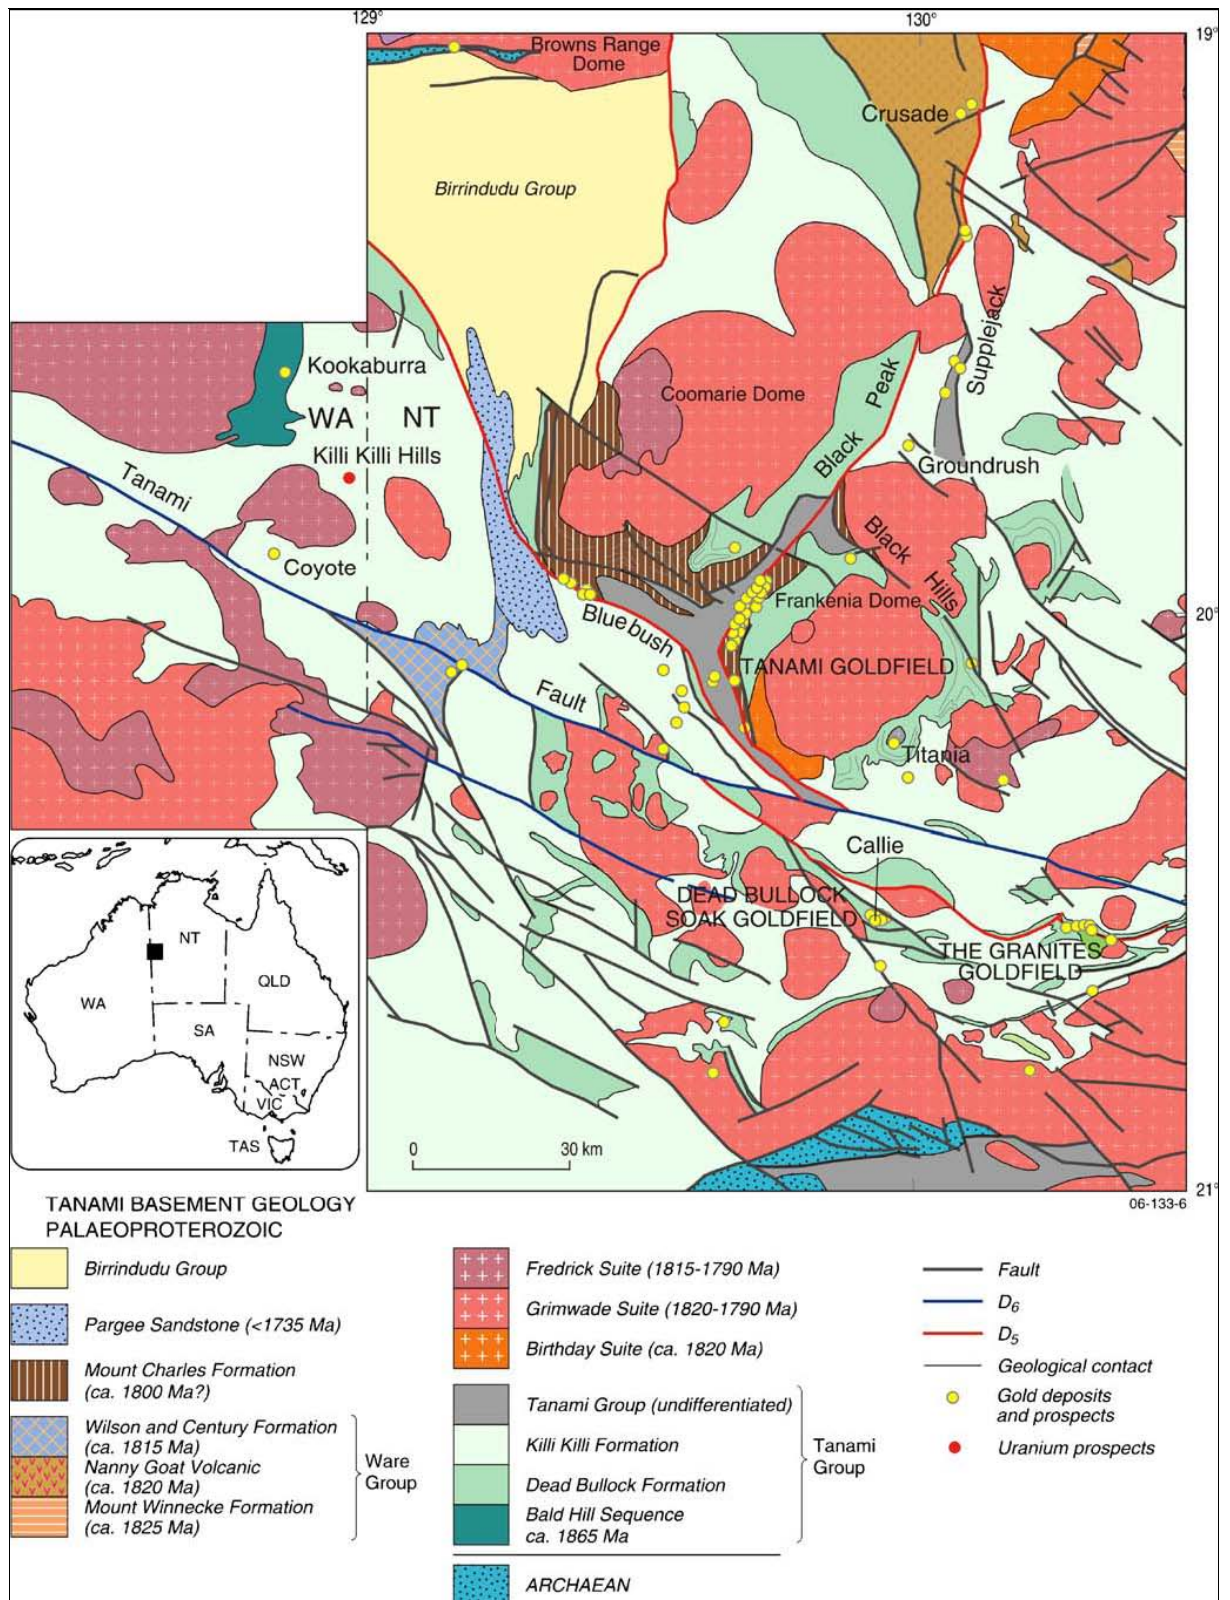 129°
130°
19°
Browns Range
Dome
Crusade
Birrindudu Group
Supplejack
Kookaburra
WA NT
Coomarie Dome
Peak
Killi Killi Hills
Black
Groundrush
Tanami
Black
Hills
Coyote
Frankenia Dome
20°
Bluebush
TANAMI GOLDFIELD
Fault
Titania
Callie
DEAD BULLOCK
SOAK GOLDFIELD
THE GRANITES
GOLDFIELD
NT
QLD
WA
SA
NSW
ACT
VIC
TAS
0 30 km
21°
06-133-6
TANAMI BASEMENT GEOLOGY
PALAEOPROTEROZOIC
Birrindudu Group
Pargee Sandstone (<1735 Ma)
Mount Charles Formation
(ca. 1800 Ma?)
Wilson and Century Formation
(ca. 1815 Ma)
Nanny Goat Volcanic
(ca. 1820 Ma)
Mount Winnecke Formation
(ca. 1825 Ma)
Ware
Group
Fredrick Suite (1815-1790 Ma)
Grimwade Suite (1820-1790 Ma)
Birthday Suite (ca. 1820 Ma)
Tanami Group (undifferentiated)
Killi Killi Formation
Dead Bullock Formation
Bald Hill Sequence
ca. 1865 Ma
Tanami
Group
ARCHAEAN
Fault
D6
D5
Geological contact
Gold deposits
and prospects
Uranium prospects